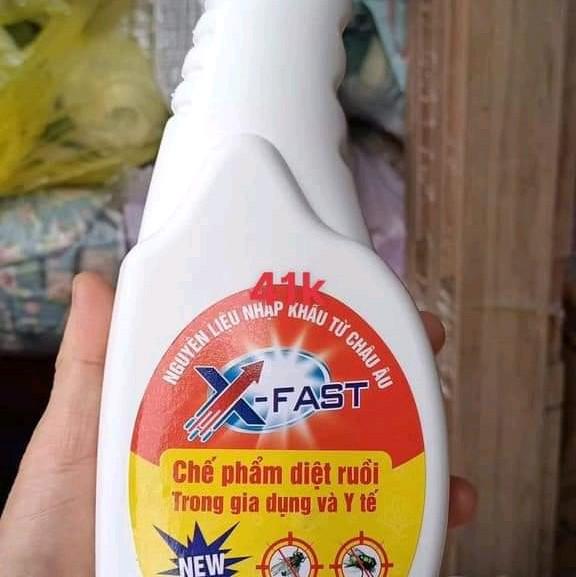 41k
NGUYÊN LIỆU NHẬP KHẨU TỪ CHÂU ÂU
X-FAST
Chế phẩm diệt ruồi
Trong gia dụng và Y tế
NEW